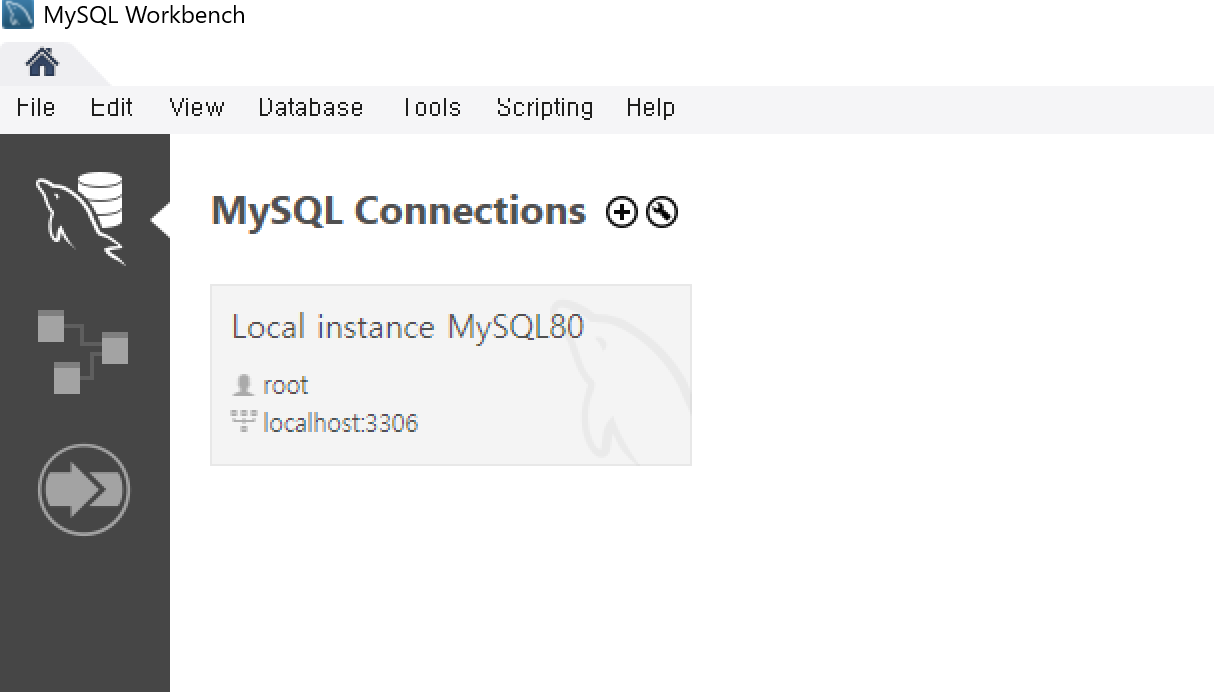 MySQL Workbench
File Edit View Database Tools Scripting Help
MySQL Connections
Local instance MySQL80
root
localhost:3306